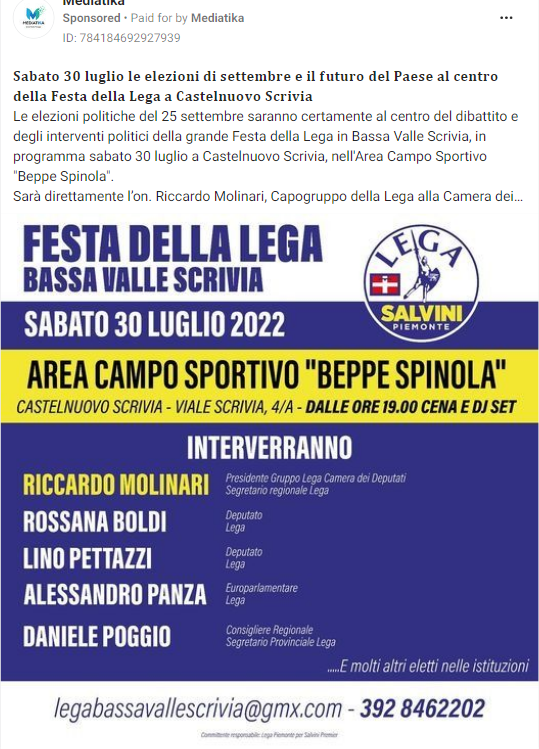 Mediatika
Sponsored • Paid for by Mediatika
ID: 784184692927939
MEDIATIKA
Sabato 30 luglio le elezioni di settembre e il futuro del Paese al centro
della Festa della Lega a Castelnuovo Scrivia
Le elezioni politiche del 25 settembre saranno certamente al centro del dibattito e
degli interventi politici della grande Festa della Lega in Bassa Valle Scrivia, in
programma sabato 30 luglio a Castelnuovo Scrivia, nell'Area Campo Sportivo
"Beppe Spinola".
Sarà direttamente l'on. Riccardo Molinari, Capogruppo della Lega alla Camera dei...
FESTA DELLA LEGA
BASSA VALLE SCRIVIA
LEGA
SALVINI
PIEMONTE
SABATO 30 LUGLIO 2022
AREA CAMPO SPORTIVO "BEPPE SPINOLA"
CASTELNUOVO SCRIVIA - VIALE SCRIVIA, 4/A - DALLE ORE 19.00 CENA E DJ SET
INTERVERRANNO
RICCARDO MOLINARI
Presidente Gruppo Lega Camera dei Deputati
Segretario regionale Lega
ROSSANA BOLDI
Deputato
Lega
LINO PETTAZZI
Deputato
Lega
ALESSANDRO PANZA
Europarlamentare
Lega
DANIELE POGGIO
Consigliere Regionale
Segretario Provinciale Lega
.....E molti altri eletti nelle istituzioni
legabassavallescrivia@gmx.com - 392 8462202
Committente responsabile: Lega Piemonte per Salvini Premier